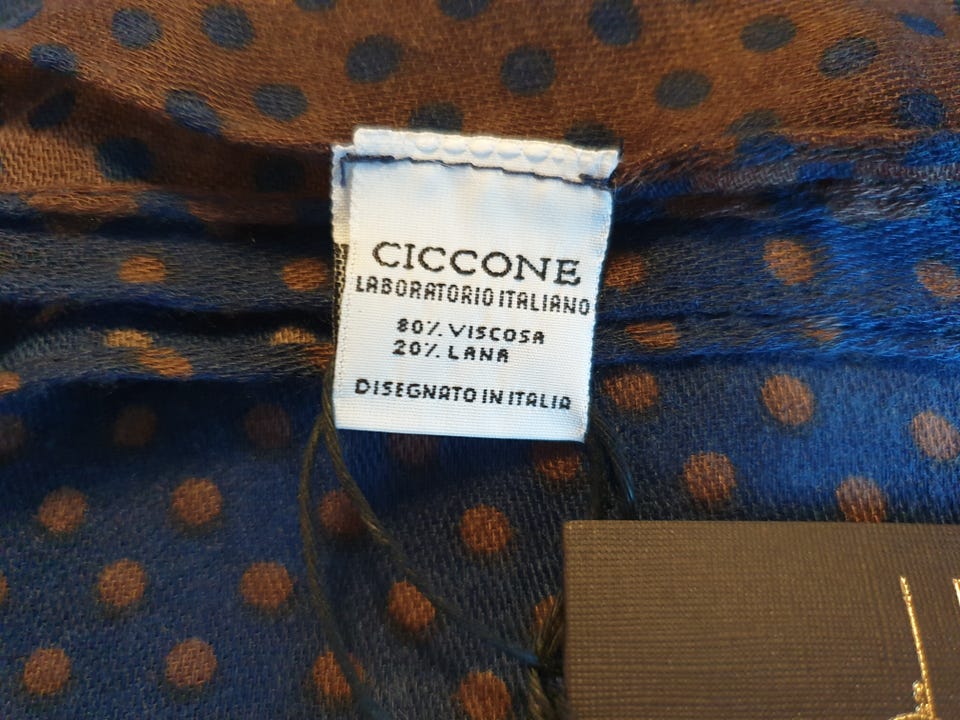 CICCONE
LABORATORIO ITALIANO
80% VISCOSA
20% LANA
DISEGNATO IN ITALIA